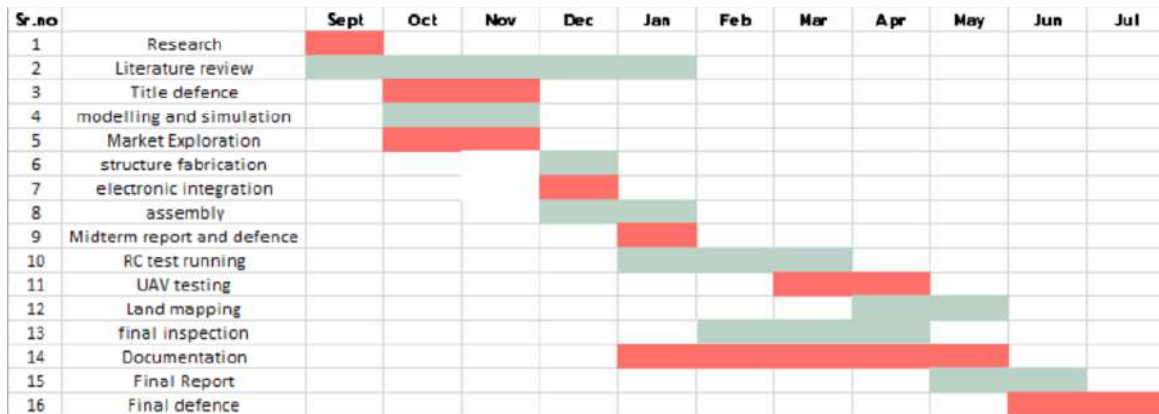 Sr.no Sept Oct Nov Dec Jan Feb Mar Apr May Jun Jul
1 Research
2 Literature review
3 Title defence
4 modelling and simulation
5 Market Exploration
6 structure fabrication
7 electronic integration
8 assembly
9 Midterm report and defence
10 RC test running
11 UAV testing
12 Land mapping
13 final inspection
14 Documentation
15 Final Report
16 Final defence